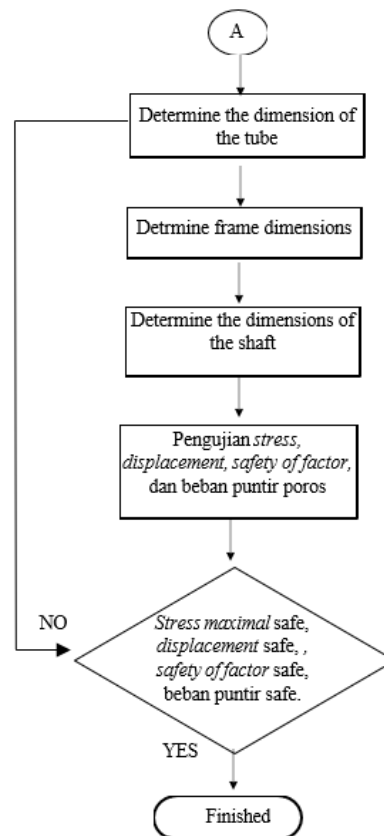 A
Determine the dimension of
the tube
Detrmine frame dimensions
Determine the dimensions of
the shaft
Pengujian stress,
displacement, safety of factor,
dan beban puntir poros
NO
Stress maximal safe,
displacement safe, ,
safety of factor safe,
beban puntir safe.
YES
Finished